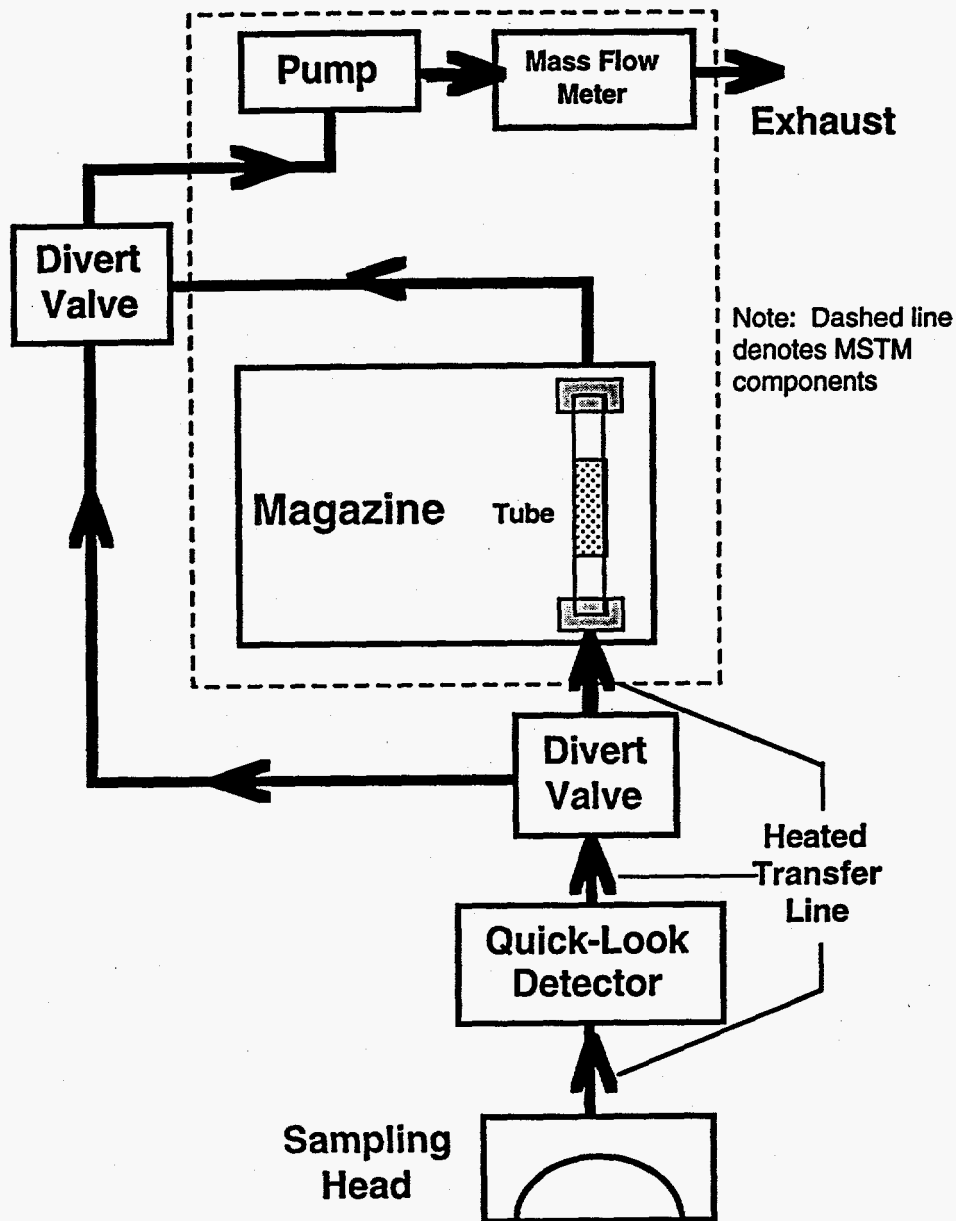 Pump
Mass Flow
Meter
Exhaust
Divert
Valve
Note: Dashed line
denotes MSTM
components
Magazine
Tube
Divert
Valve
Heated
Transfer
Line
Quick-Look
Detector
Sampling
Head